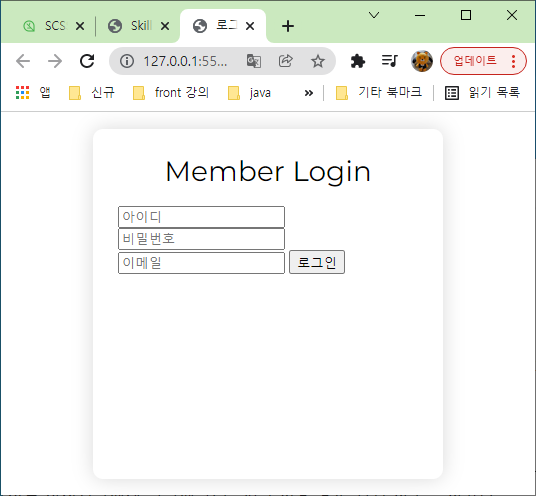 SCS
Skil
로그
127.0.0.1:55...
업데이트
앱
신규
front 강의
java
»
기타 북마크
읽기 목록
Member Login
아이디
비밀번호
이메일
로그인